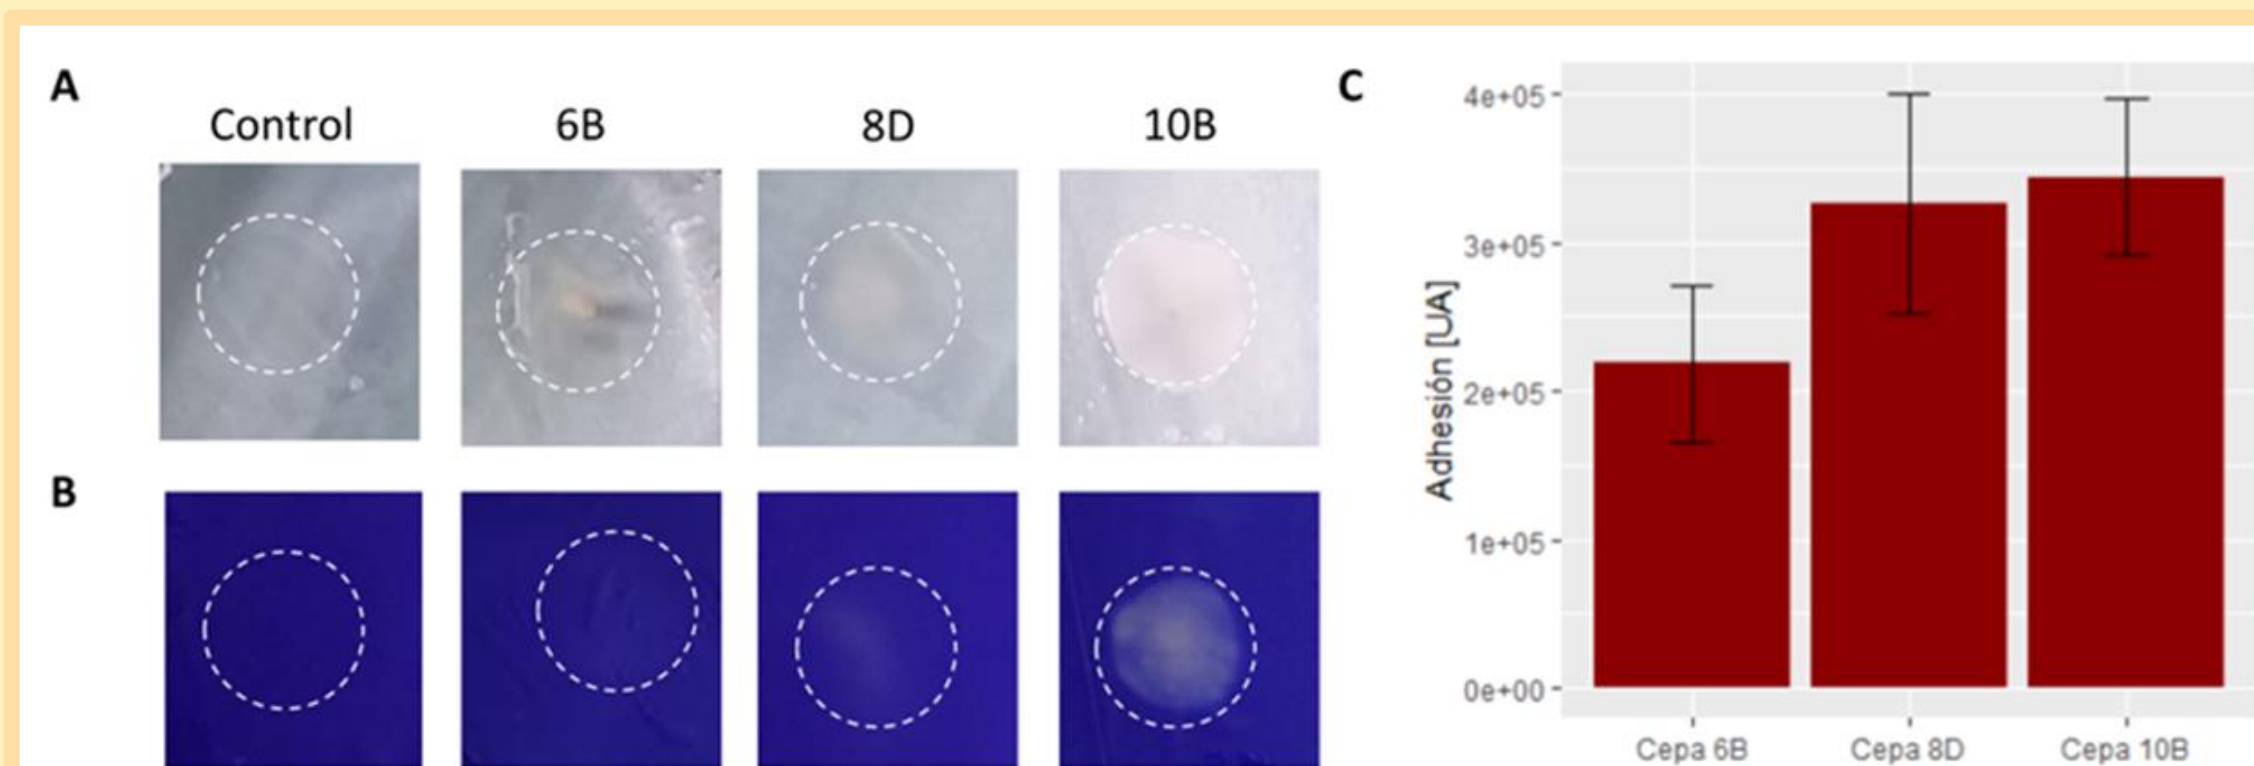 A
Control
6B
8D
10B
B
C
Adhesión [UA]
4e+05
3e+05
2e+05
1e+05
0e+00
Cepa 6B
Cepa 8D
Cepa 10B